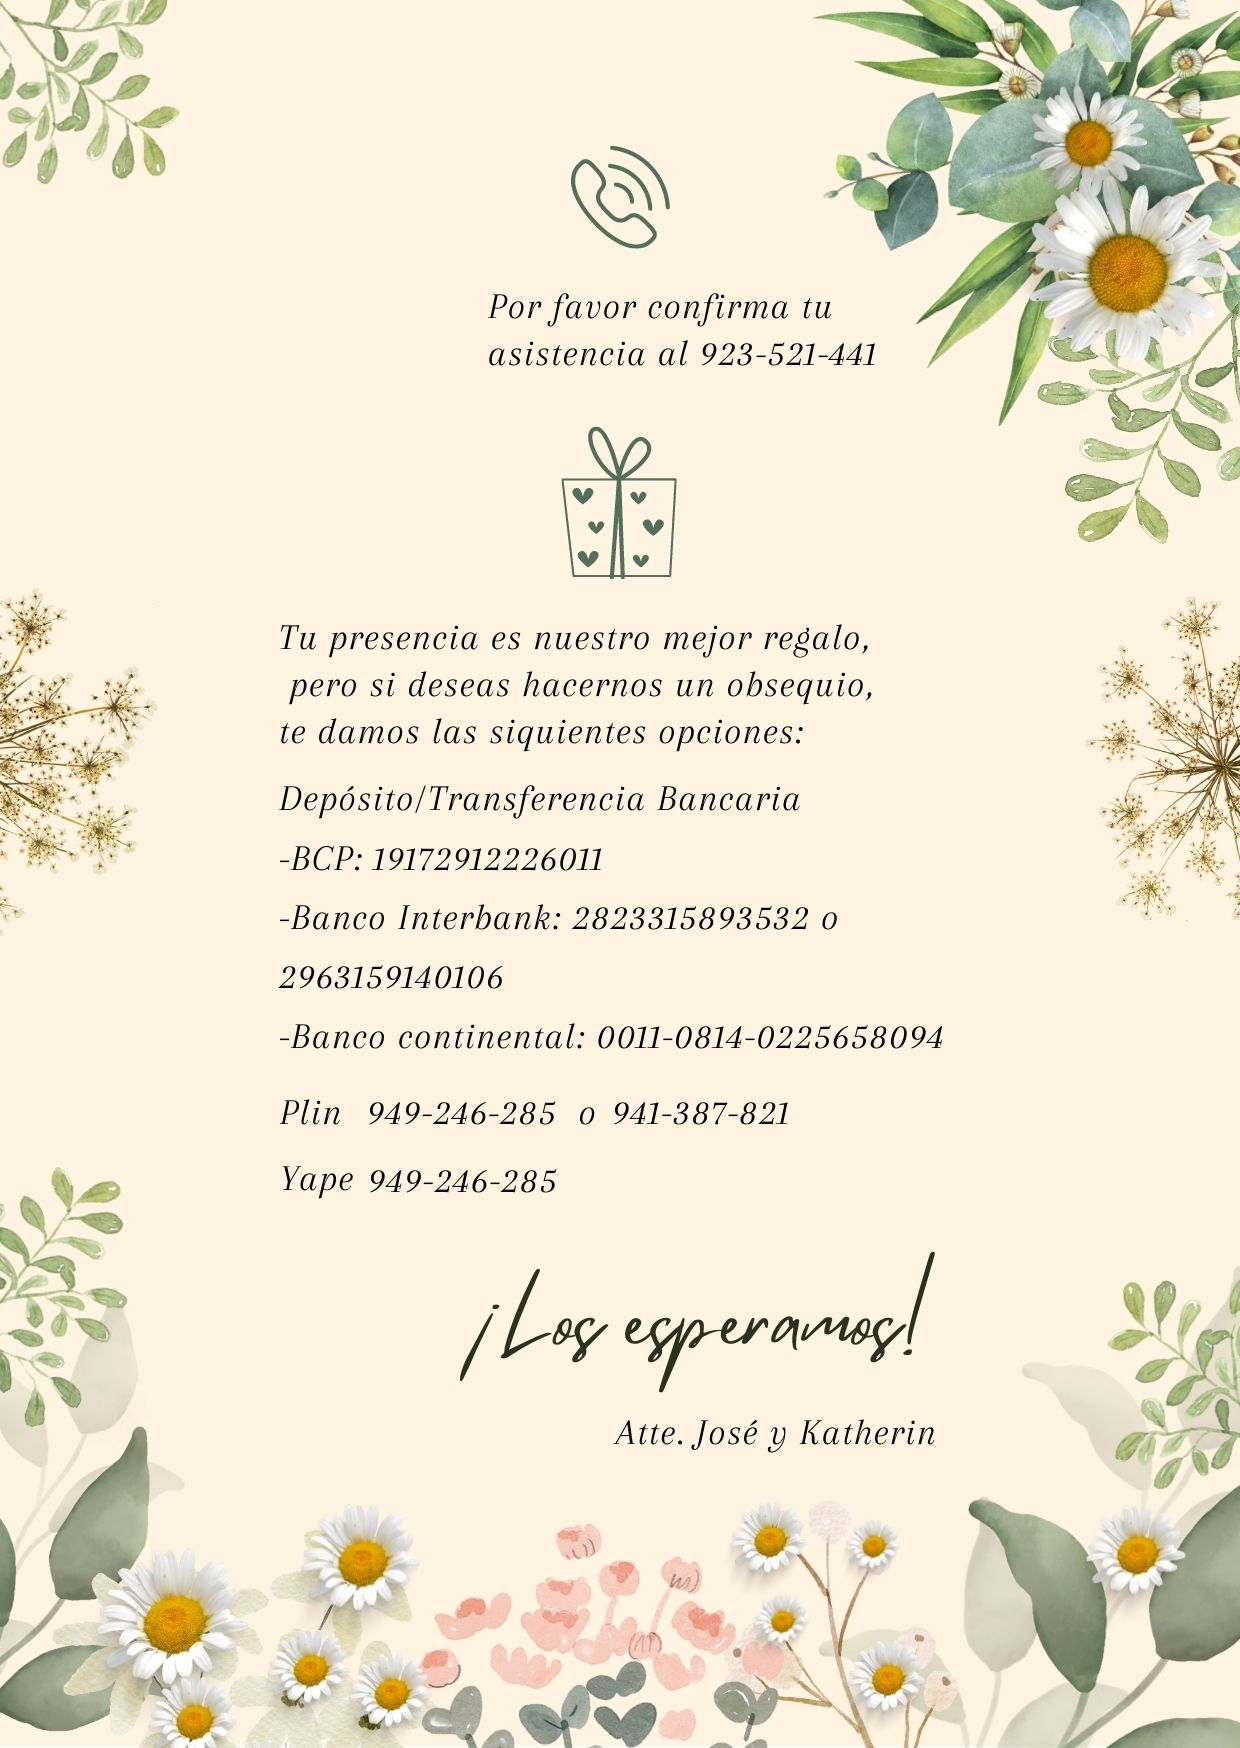 Por favor confirma tu
asistencia al 923-521-441
Tu presencia es nuestro mejor regalo,
pero si deseas hacernos un obsequio,
te damos las siquientes opciones:
Depósito/Transferencia Bancaria
-BCP: 19172912226011
-Banco Interbank: 2823315893532 o
2963159140106
-Banco continental: 0011-0814-0225658094
Plin 949-246-285 o 941-387-821
Yape 949-246-285
¡Los esperamos!
Atte. José y Katherin